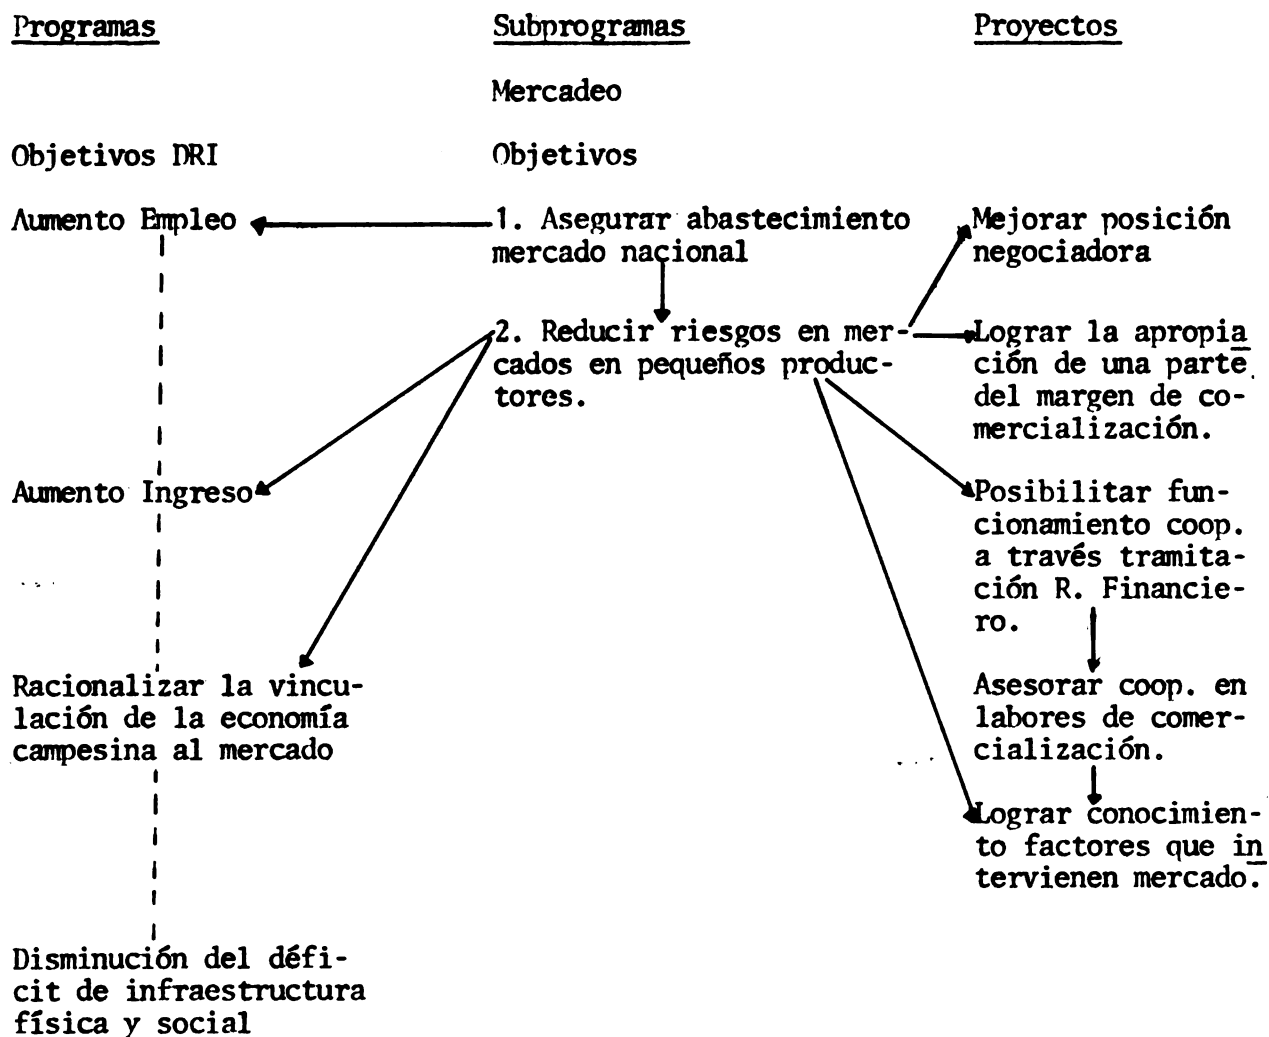 Programas
Subprogramas
Proyectos
Mercadeo
Objetivos DRI
Objetivos
Aumento Empleo
1. Asegurar abastecimiento
mercado nacional
Mejorar posición
negociadora
2. Reducir riesgos en mer-
cados en pequeños produc-
tores.
Lograr la apropia
ción de una parte
del margen de co-
mercialización.
Aumento Ingreso
Posibilitar fun-
cionamiento coop.
a través tramita-
ción R. Financie-
ro.
Racionalizar la vincu-
lación de la economía
campesina al mercado
Asesorar coop. en
labores de comer-
cialización.
Lograr conocimien-
to factores que in
tervienen mercado.
Disminución del défi-
cit de infraestructura
física y social